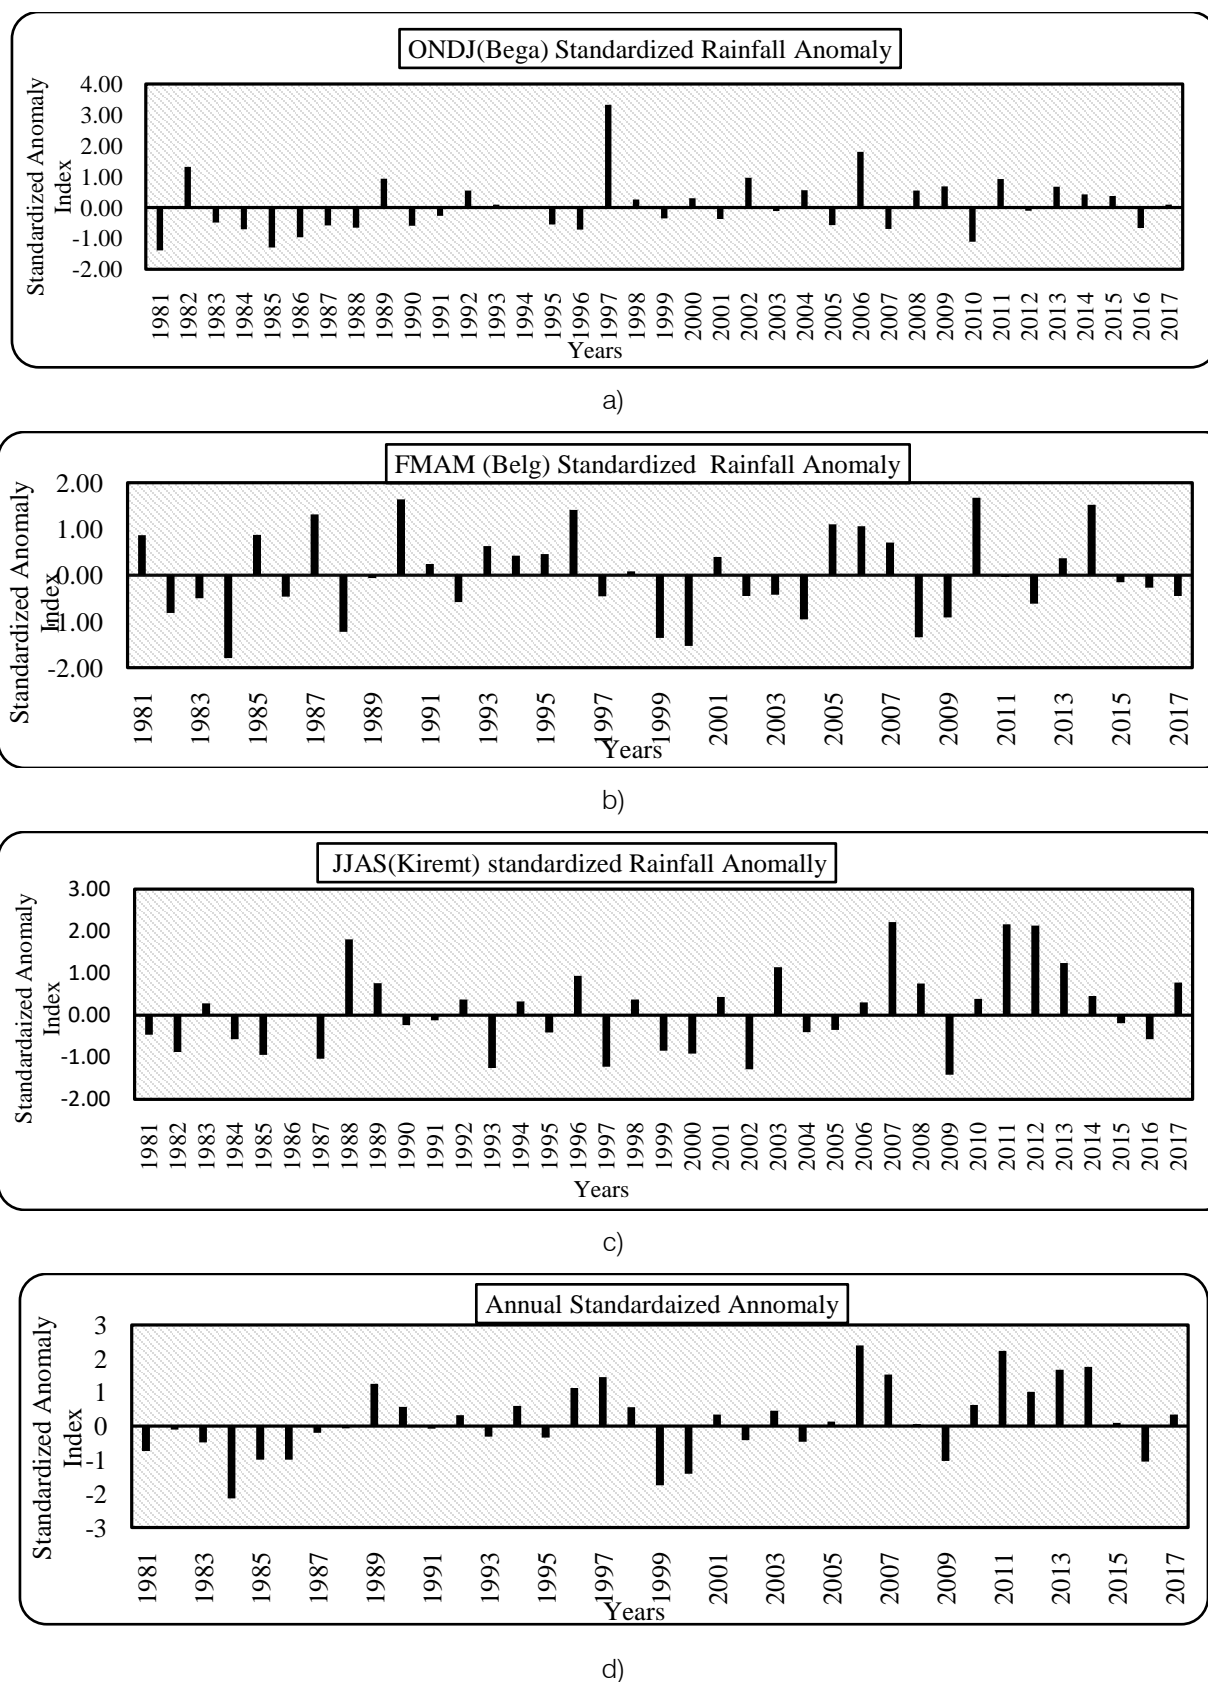 ONDJ(Bega) Standardized Rainfall Anomaly
Standardized Anomaly
Index
4.00
3.00
2.00
1.00
0.00
-1.00
-2.00
1981 1982 1983 1984 1985 1986 1987 1988 1989 1990 1991 1992 1993 1994 1995 1996 1997 1998 1999 2000 2001 2002 2003 2004 2005 2006 2007 2008 2009 2010 2011 2012 2013 2014 2015 2016 2017
Years
a)
FMAM (Belg) Standardized Rainfall Anomaly
Standardized Anomaly
Index
2.00
1.00
0.00
-1.00
-2.00
1981 1983 1985 1987 1989 1991 1993 1995 1997 1999 2001 2003 2005 2007 2009 2011 2013 2015 2017
Years
b)
JJAS(Kiremt) standardized Rainfall Anomally
Standardaized Anomaly
Index
3.00
2.00
1.00
0.00
-1.00
-2.00
1981 1982 1983 1984 1985 1986 1987 1988 1989 1990 1991 1992 1993 1994 1995 1996 1997 1998 1999 2000 2001 2002 2003 2004 2005 2006 2007 2008 2009 2010 2011 2012 2013 2014 2015 2016 2017
Years
c)
Annual Standardaized Annomaly
Standardized Anomaly
Index
3
2
1
0
-1
-2
-3
1981 1983 1985 1987 1989 1991 1993 1995 1997 1999 2001 2003 2005 2007 2009 2011 2013 2015 2017
Years
d)